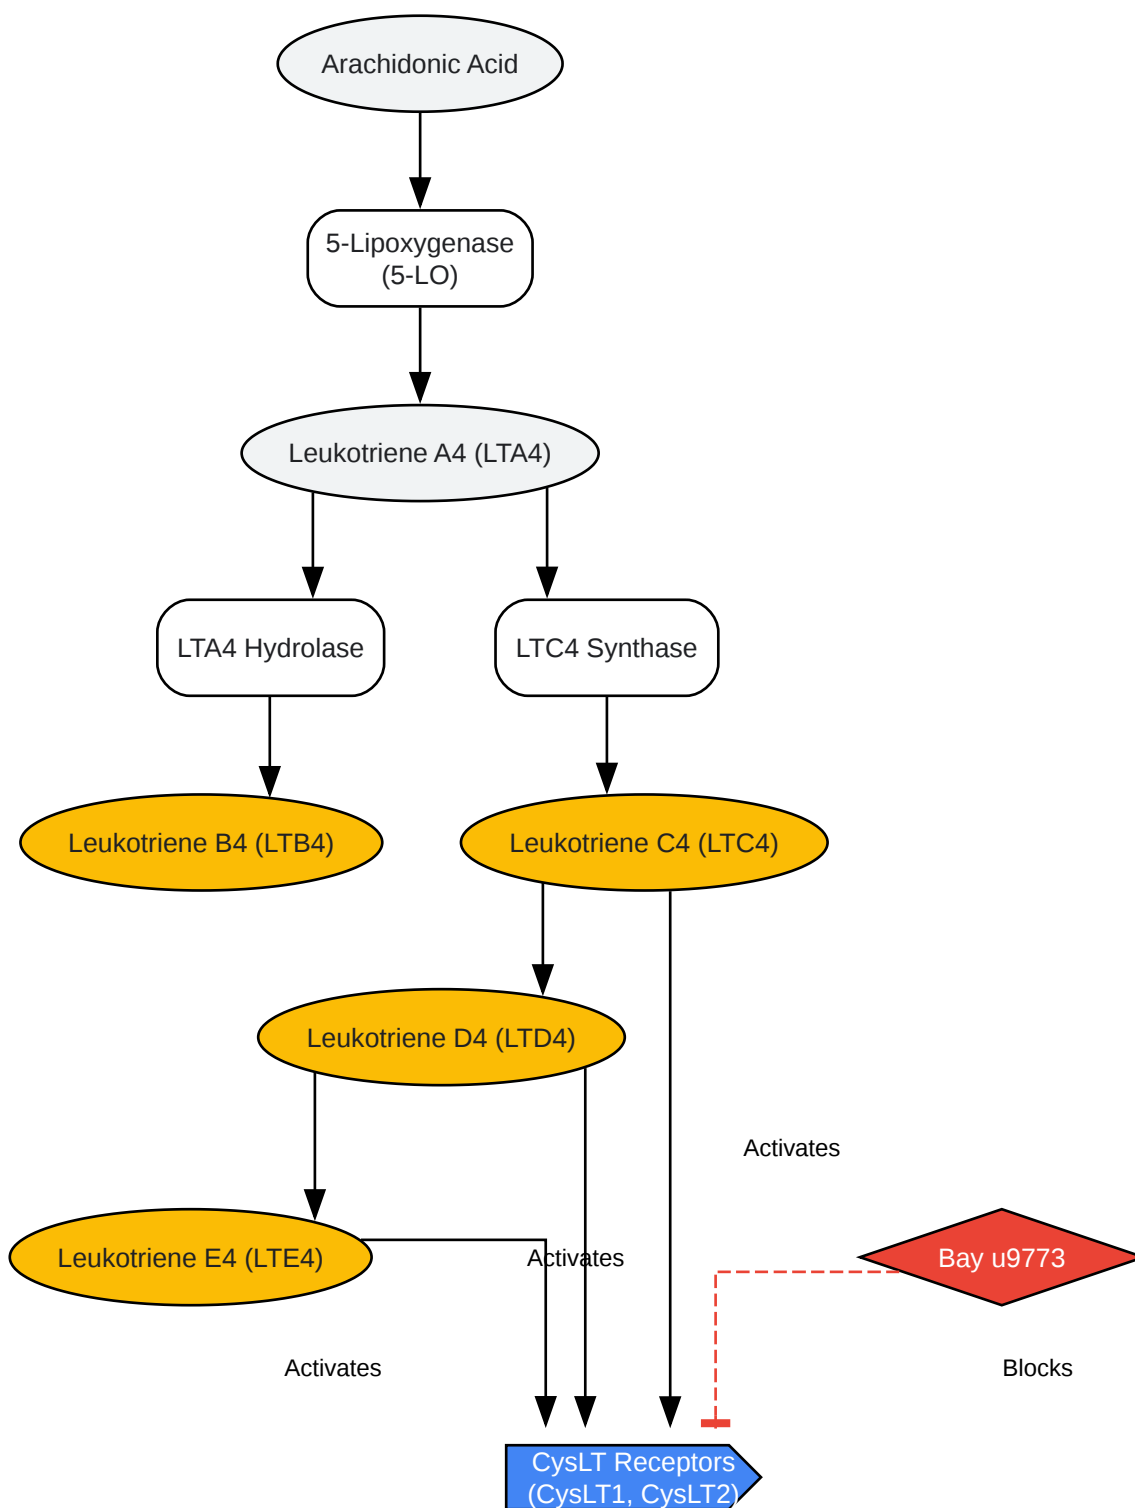 Arachidonic Acid
5-Lipoxygenase
(5-LO)
Leukotriene A4 (LTA4)
LTA4 Hydrolase
LTC4 Synthase
Leukotriene B4 (LTB4)
Leukotriene C4 (LTC4)
Leukotriene D4 (LTD4)
Activates
Leukotriene E4 (LTE4)
Activates
Bay u9773
Activates
Blocks
CysLT Receptors
(CysLT1, CysLT2)